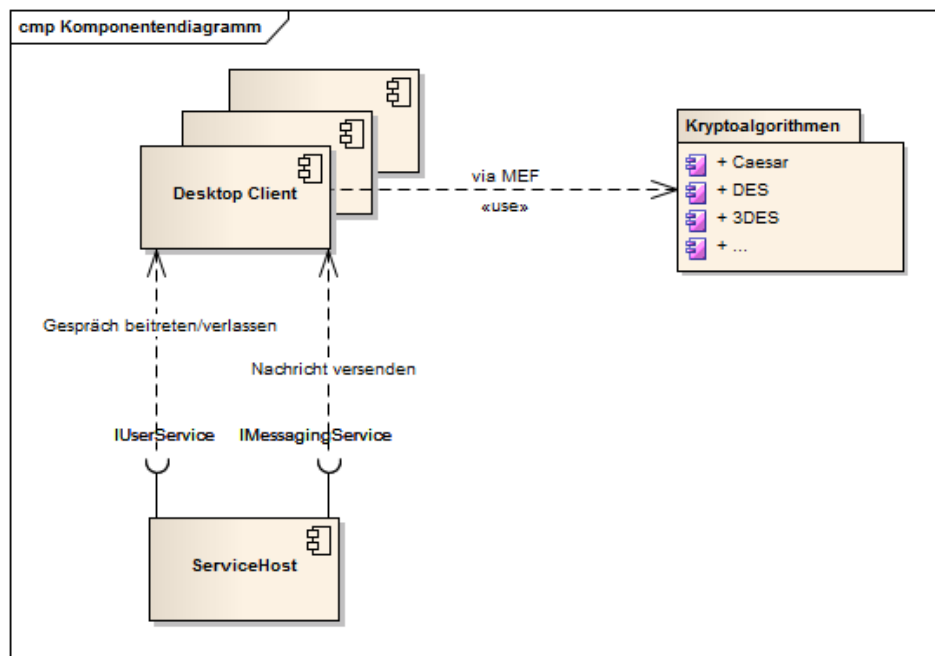 cmp Komponentendiagramm
Desktop Client
via MEF
«use»
Kryptoalgorithmen
+ Caesar
+ DES
+ 3DES
+ ...
Gespräch beitreten/verlassen
Nachricht versenden
IUserService
IMessagingService
ServiceHost